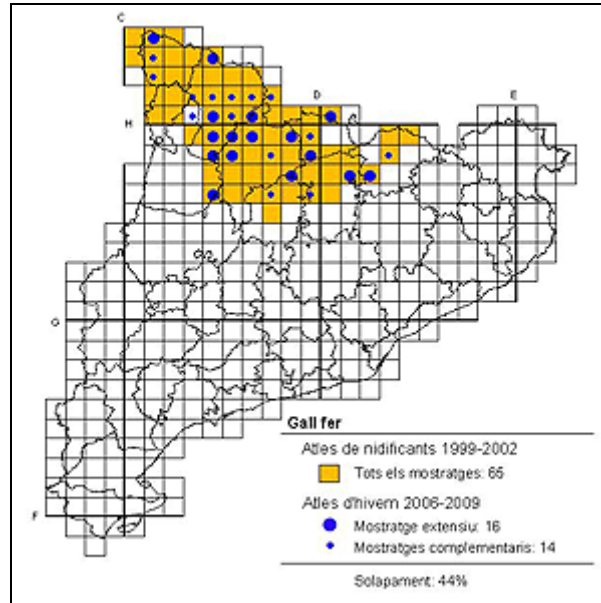 C
D
E
H
G
F
Gall fer
Atles de nidificants 1999-2002
Tots els mostratges: 65
Atles d'hivern 2006-2009
Mostratge extensiu: 16
Mostratges complementaris: 14
Solapament: 44%